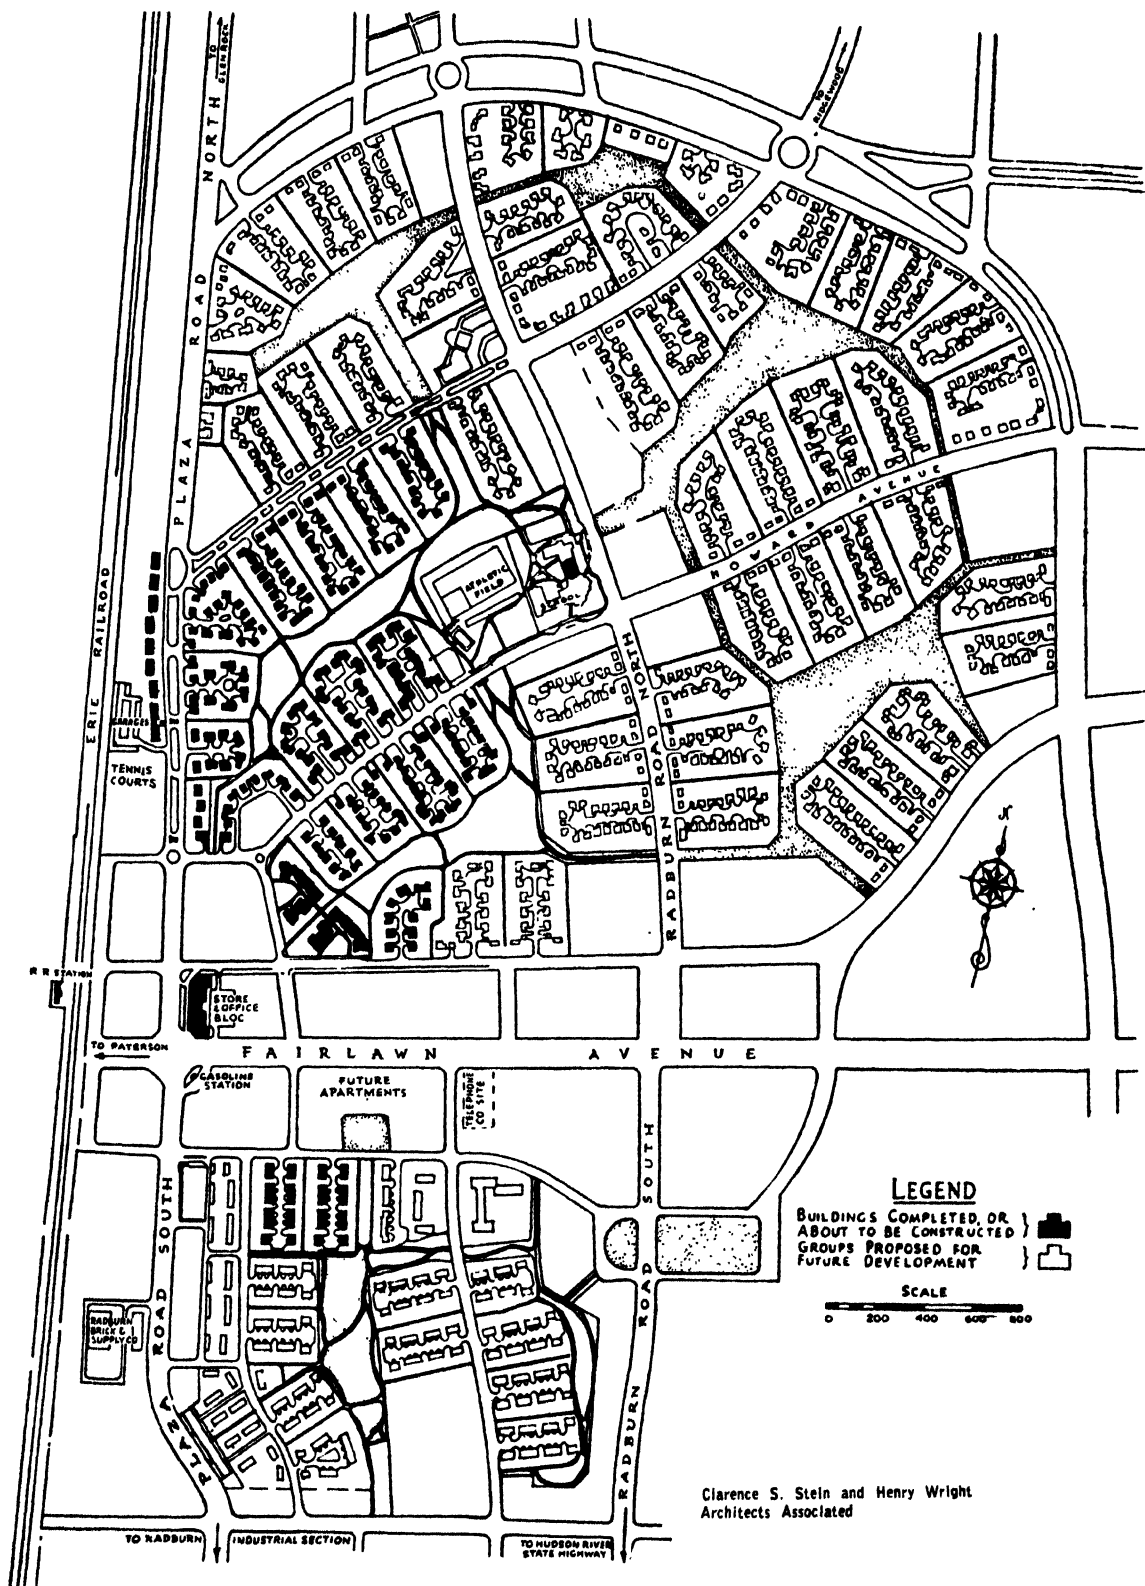 TO
GLEN ROCK
TO
RIDGEWOOD
PLAZA ROAD NORTH
HOWARD AVENUE
ATHLETIC
FIELD
SCHOOL
ERIE RAILROAD
GARAGES
TENNIS
COURTS
RADBURN ROAD NORTH
N
R R STATION
STORE
& OFFICE
BLOC
TO PATERSON
FAIRLAWN AVENUE
GASOLINE
STATION
FUTURE
APARTMENTS
TELEPHONE
CO SITE
PLAZA ROAD SOUTH
RADBURN ROAD SOUTH
RADBURN
BRICK &
SUPPLY CO
LEGEND
BUILDINGS COMPLETED, OR
ABOUT TO BE CONSTRUCTED
GROUPS PROPOSED FOR
FUTURE DEVELOPMENT
SCALE
0 200 400 600 800
Clarence S. Stein and Henry Wright
Architects Associated
TO RADBURN INDUSTRIAL SECTION
TO HUDSON RIVER
STATE HIGHWAY